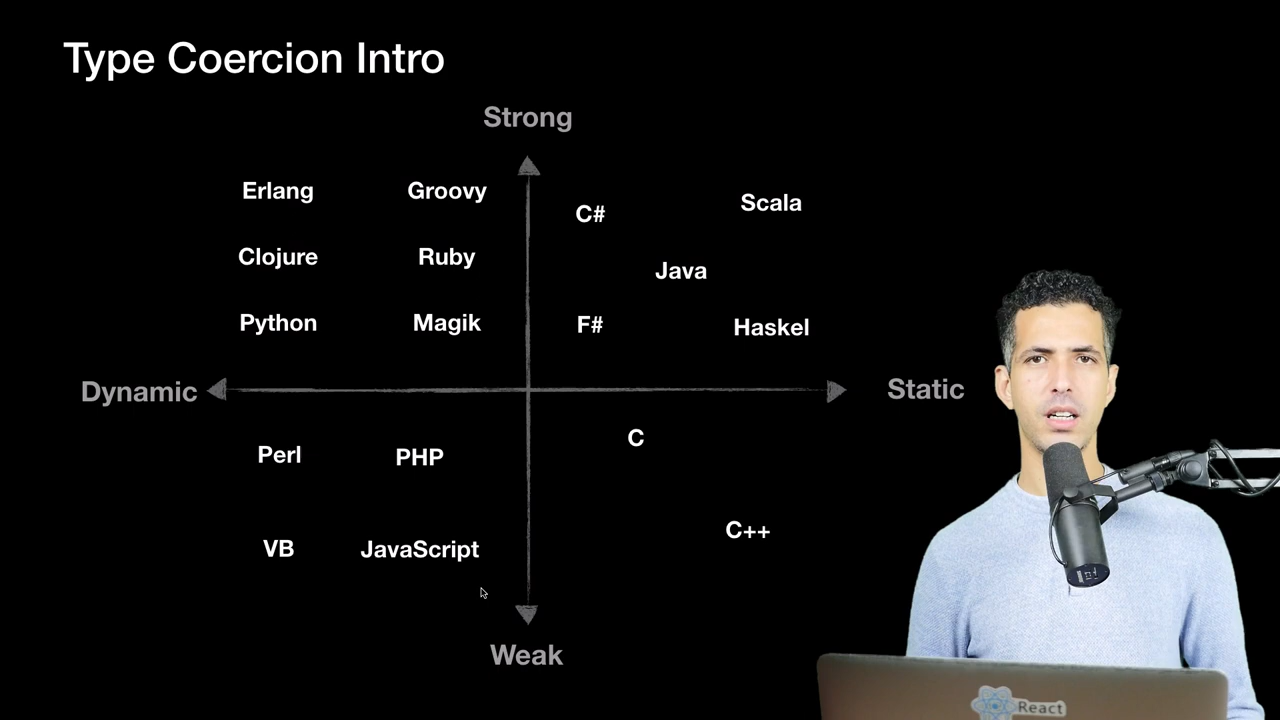 Type Coercion Intro
Strong
Erlang
Groovy
C#
Scala
Clojure
Ruby
Java
Python
Magik
F#
Haskel
Dynamic
Static
Perl
PHP
C
C++
VB
JavaScript
Weak
React